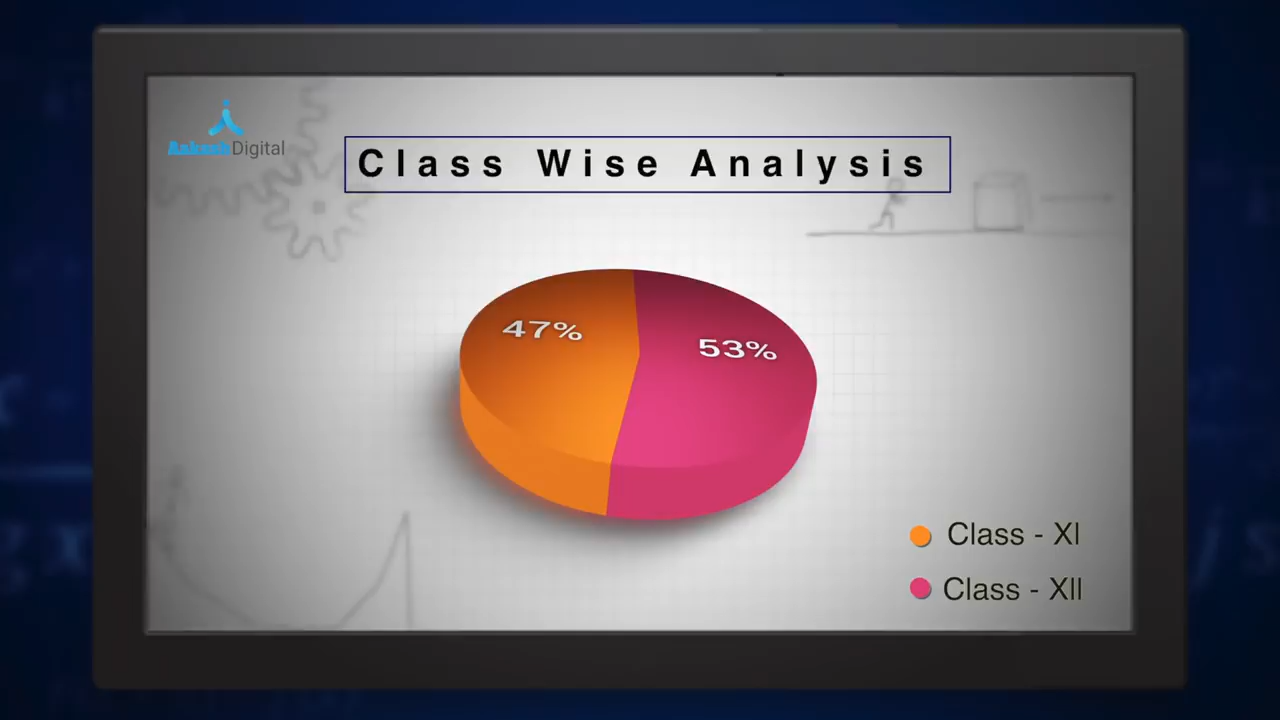 Aakash Digital
Class Wise Analysis
47%
53%
Class - XI
Class - XII